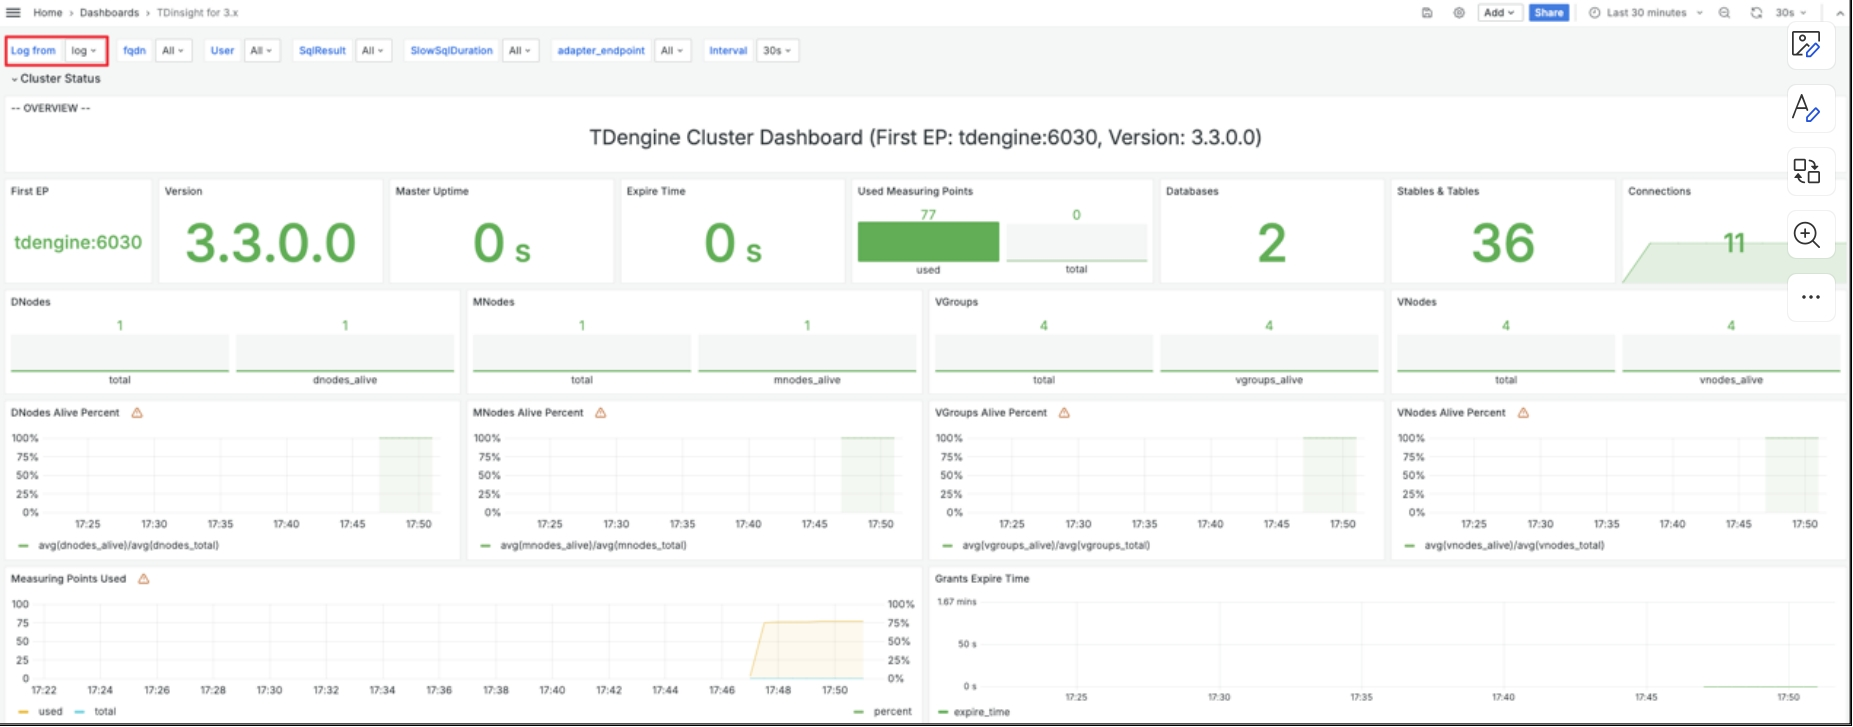 Home › Dashboards › TDinsight for 3.x Add Share Last 30 minutes 30s
Log from log fqdn All User All SqlResult All SlowSqlDuration All adapter_endpoint All Interval 30s
Cluster Status
-- OVERVIEW --
TDengine Cluster Dashboard (First EP: tdengine:6030, Version: 3.3.0.0)
First EP Version Master Uptime Expire Time Used Measuring Points Databases Stables & Tables Connections
77 0
tdengine:6030 3.3.0.0 0 s 0 s 2 36 11
used total
DNodes MNodes VGroups VNodes
1 1 1 1 4 4 4 4
total dnodes_alive total mnodes_alive total vgroups_alive total vnodes_alive
DNodes Alive Percent MNodes Alive Percent VGroups Alive Percent VNodes Alive Percent
100% 100% 100% 100%
75% 75% 75% 75%
50% 50% 50% 50%
25% 25% 25% 25%
0% 0% 0% 0%
17:25 17:30 17:35 17:40 17:45 17:50 17:25 17:30 17:35 17:40 17:45 17:50 17:25 17:30 17:35 17:40 17:45 17:50 17:25 17:30 17:35 17:40 17:45 17:50
avg(dnodes_alive)/avg(dnodes_total) avg(mnodes_alive)/avg(mnodes_total) avg(vgroups_alive)/avg(vgroups_total) avg(vnodes_alive)/avg(vnodes_total)
Measuring Points Used Grants Expire Time
100 100% 1.67 mins
75 75%
50 50% 50 s
25 25%
0 0% 0 s
17:22 17:24 17:26 17:28 17:30 17:32 17:34 17:36 17:38 17:40 17:42 17:44 17:46 17:48 17:50 17:25 17:30 17:35 17:40 17:45 17:50
used total percent expire_time